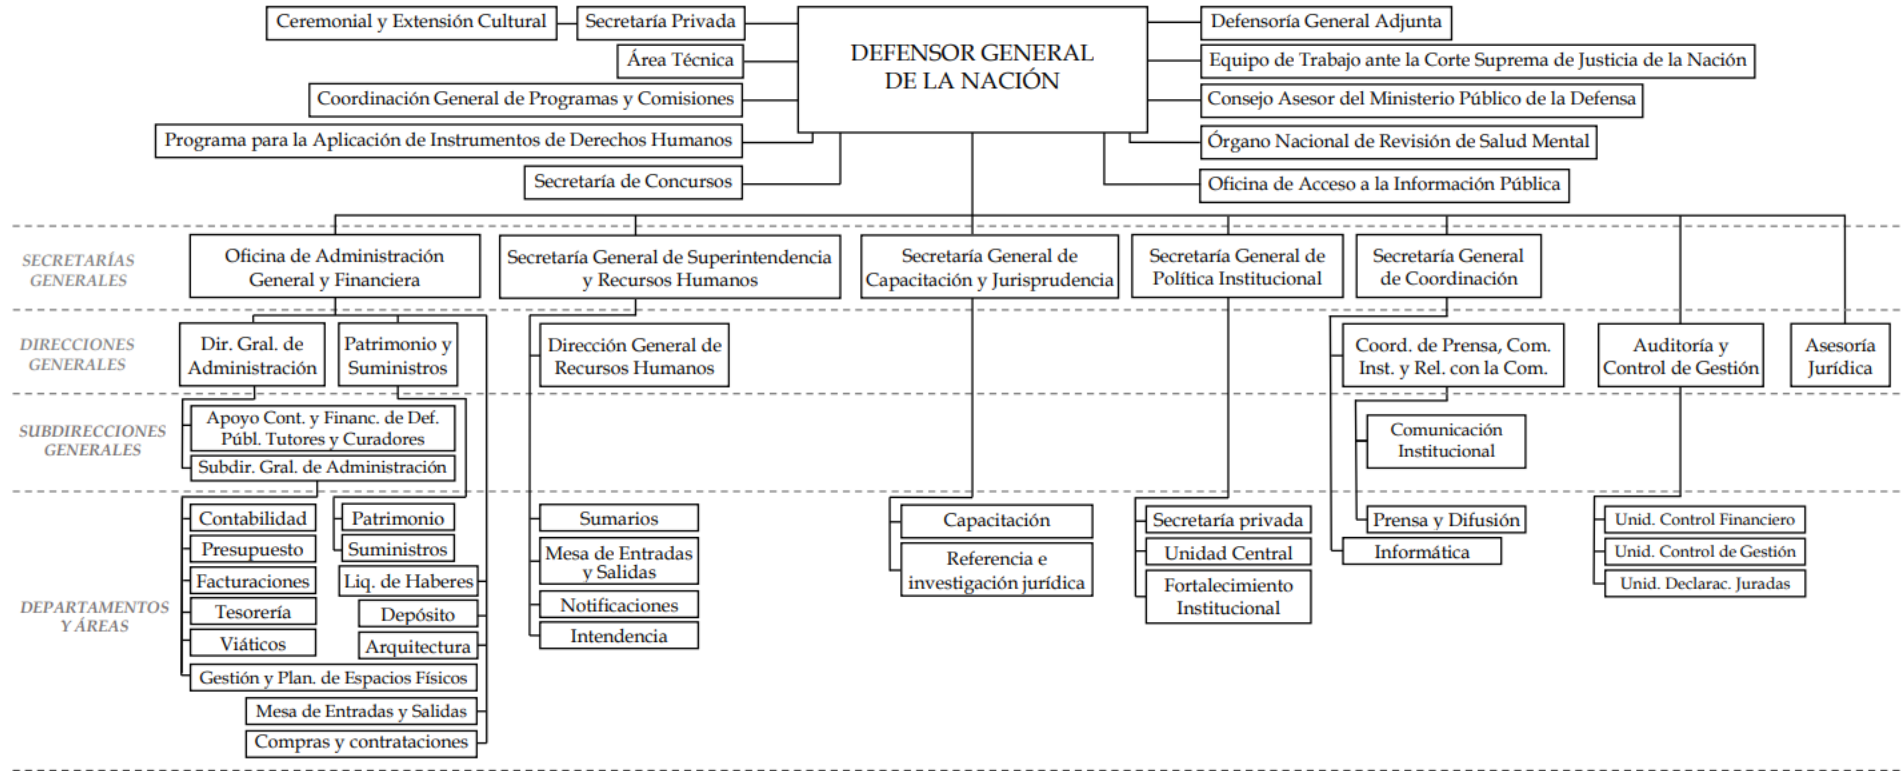 Ceremonial y Extensión Cultural
Secretaría Privada
Área Técnica
Coordinación General de Programas y Comisiones
Programa para la Aplicación de Instrumentos de Derechos Humanos
Secretaría de Concursos
DEFENSOR GENERAL
DE LA NACIÓN
Defensoría General Adjunta
Equipo de Trabajo ante la Corte Suprema de Justicia de la Nación
Consejo Asesor del Ministerio Público de la Defensa
Órgano Nacional de Revisión de Salud Mental
Oficina de Acceso a la Información Pública
SECRETARÍAS
GENERALES
Oficina de Administración
General y Financiera
Secretaría General de Superintendencia
y Recursos Humanos
Secretaría General de
Capacitación y Jurisprudencia
Secretaría General de
Política Institucional
Secretaría General
de Coordinación
DIRECCIONES
GENERALES
Dir. Gral. de
Administración
Patrimonio y
Suministros
Dirección General de
Recursos Humanos
Coord. de Prensa, Com.
Inst. y Rel. con la Com.
Auditoría y
Control de Gestión
Asesoría
Jurídica
SUBDIRECCIONES
GENERALES
Apoyo Cont. y Financ. de Def.
Públ. Tutores y Curadores
Subdir. Gral. de Administración
Comunicación
Institucional
DEPARTAMENTOS
Y ÁREAS
Contabilidad
Presupuesto
Facturaciones
Tesorería
Viáticos
Gestión y Plan. de Espacios Físicos
Patrimonio
Suministros
Liq. de Haberes
Depósito
Arquitectura
Mesa de Entradas y Salidas
Compras y contrataciones
Sumarios
Mesa de Entradas
y Salidas
Notificaciones
Intendencia
Capacitación
Referencia e
investigación jurídica
Secretaría privada
Unidad Central
Fortalecimiento
Institucional
Prensa y Difusión
Informática
Unid. Control Financiero
Unid. Control de Gestión
Unid. Declarac. Juradas